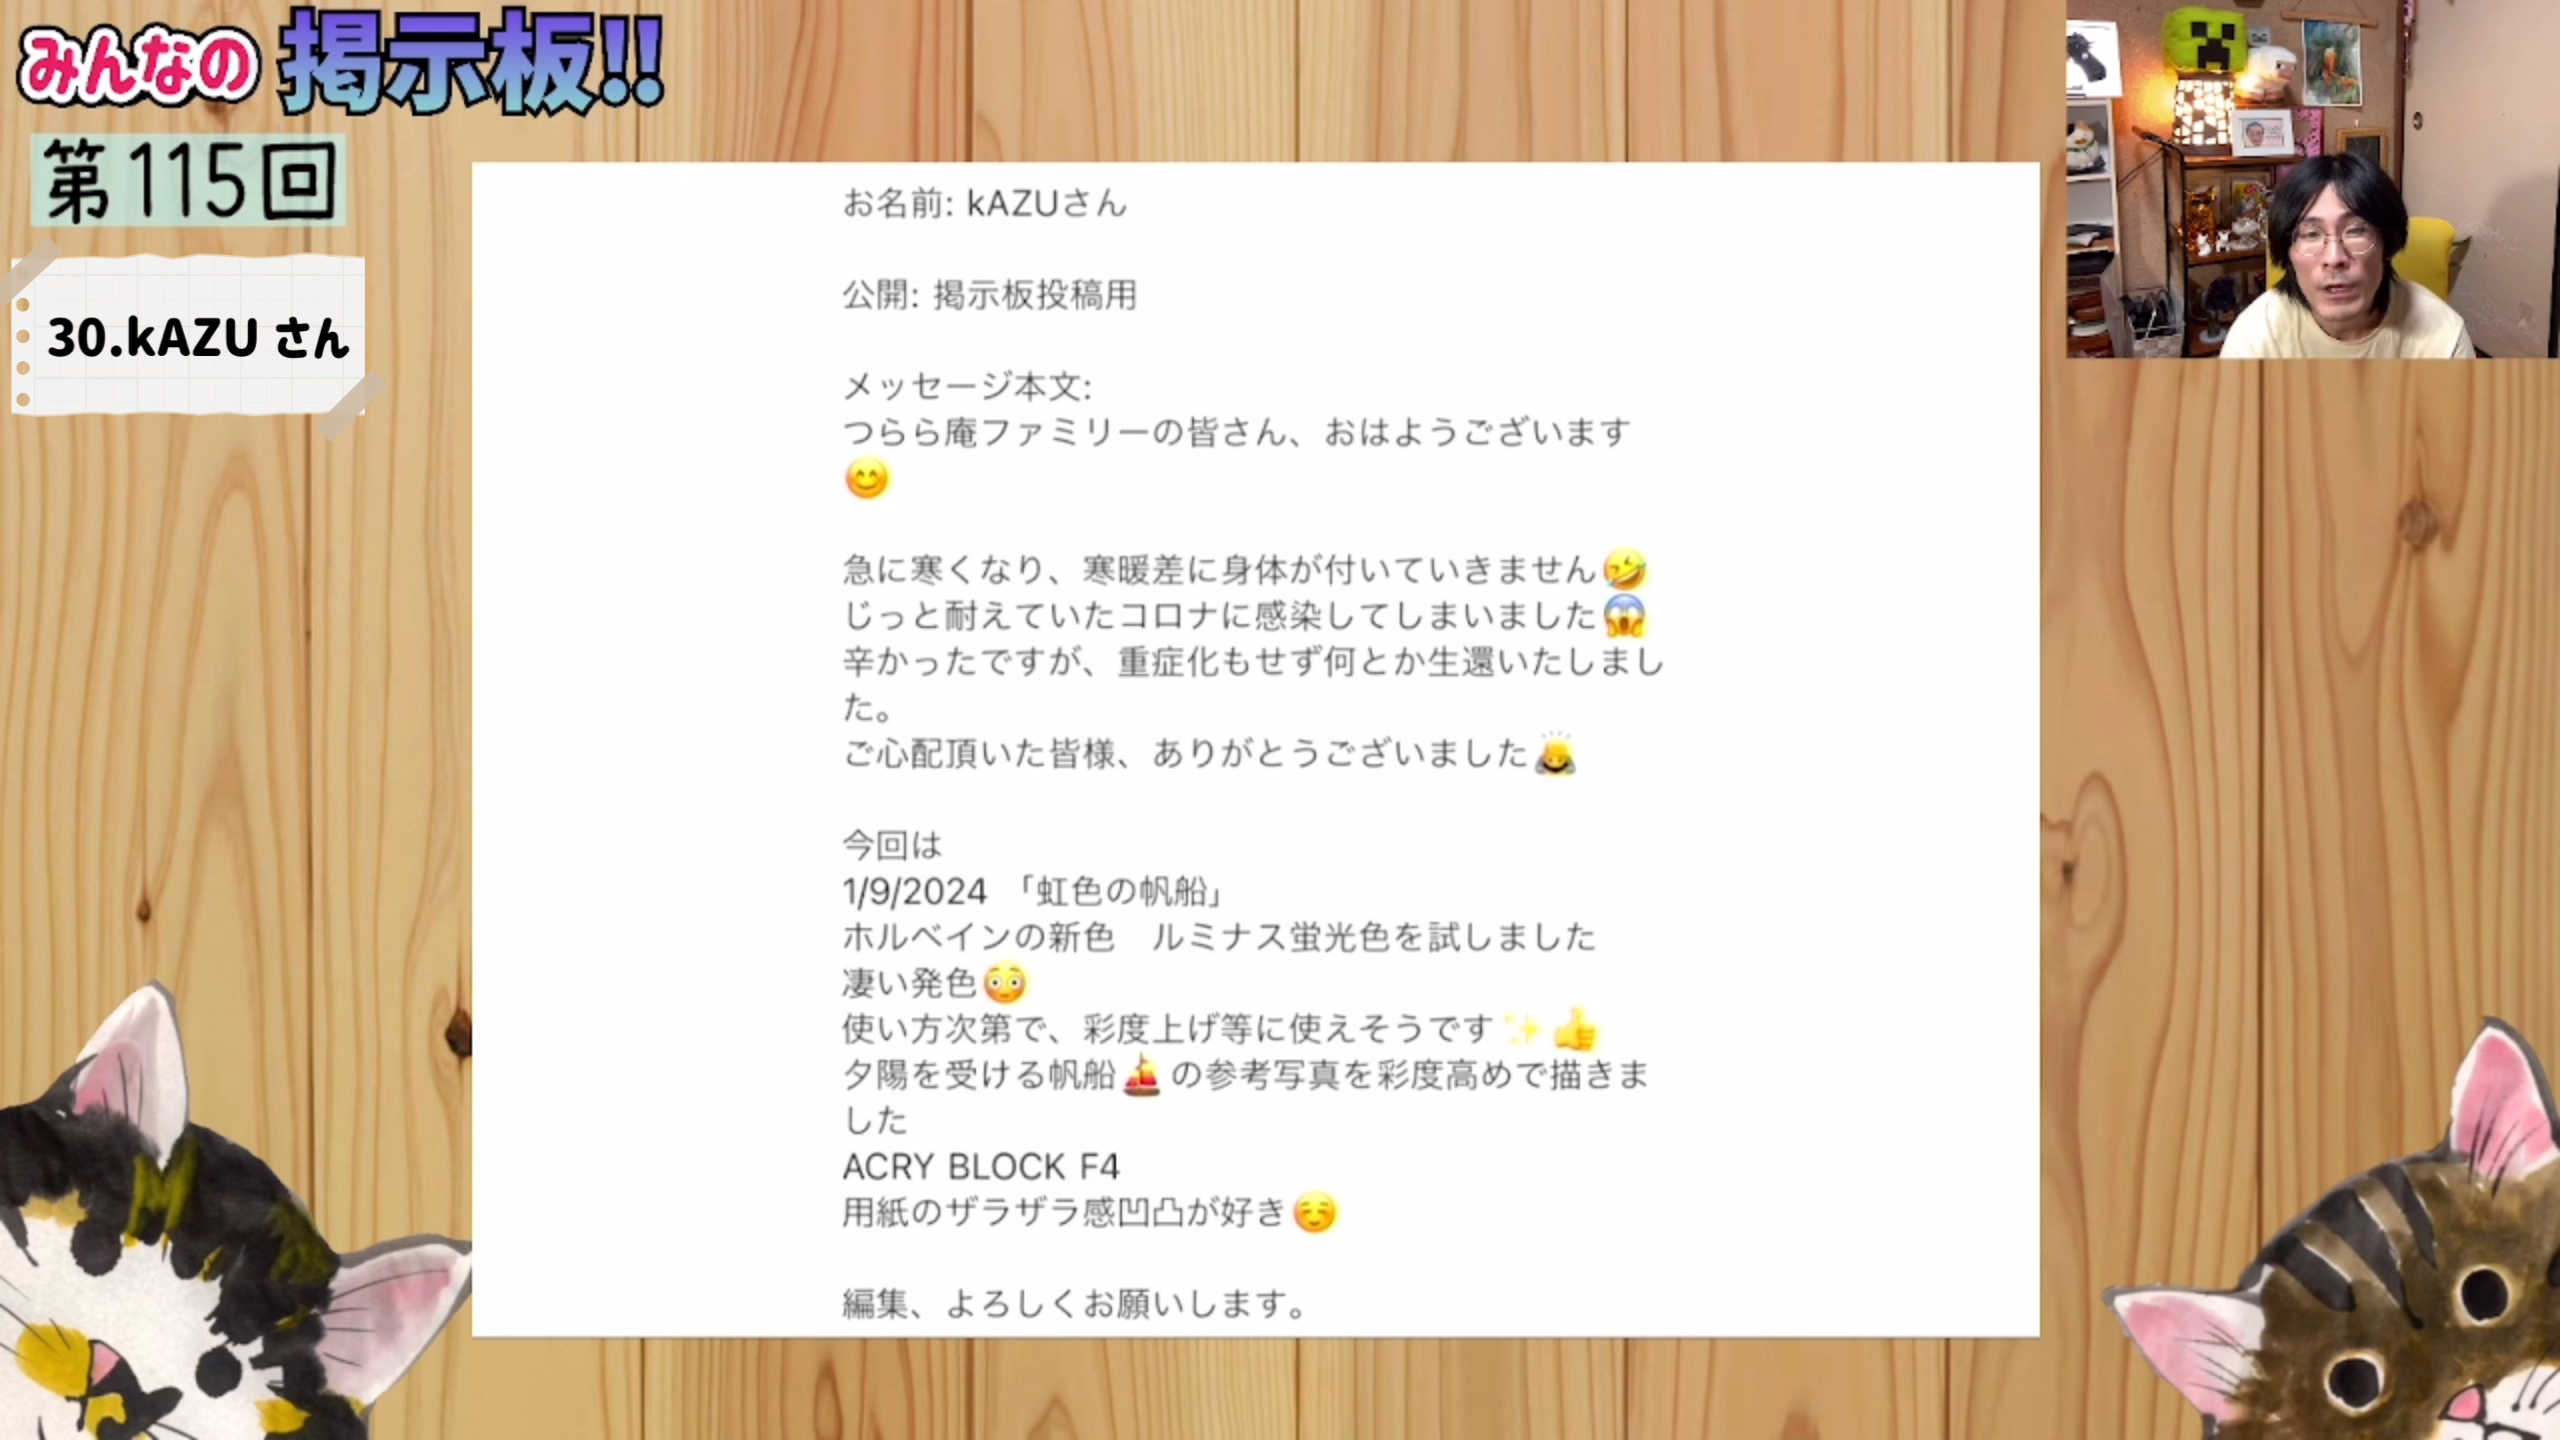 みんなの掲示板!!
第115回
30.kAZU さん
お名前: kAZUさん
公開: 掲示板投稿用
メッセージ本文:
つらら庵ファミリーの皆さん、おはようございます
😊
急に寒くなり、寒暖差に身体が付いていきません🤣
じっと耐えていたコロナに感染してしまいました😱
辛かったですが、重症化もせず何とか生還いたしまし
た。
ご心配頂いた皆様、ありがとうございました🙇
今回は
1/9/2024 「虹色の帆船」
ホルベインの新色　ルミナス蛍光色を試しました
凄い発色😳
使い方次第で、彩度上げ等に使えそうです✨👍
夕陽を受ける帆船⛵の参考写真を彩度高めで描きま
した
ACRY BLOCK F4
用紙のザラザラ感凹凸が好き☺️
編集、よろしくお願いします。